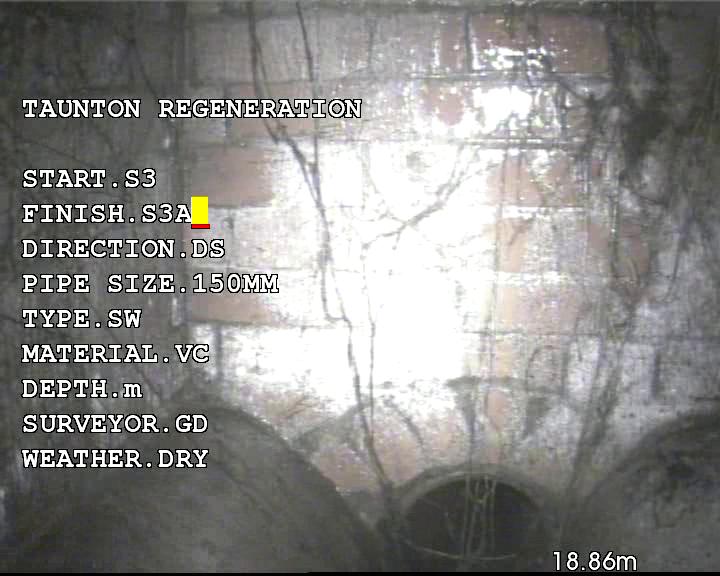 TAUNTON REGENERATION
START.S3
FINISH.S3A
DIRECTION.DS
PIPE SIZE.150MM
TYPE.SW
MATERIAL.VC
DEPTH.m
SURVEYOR.GD
WEATHER.DRY
18.86m